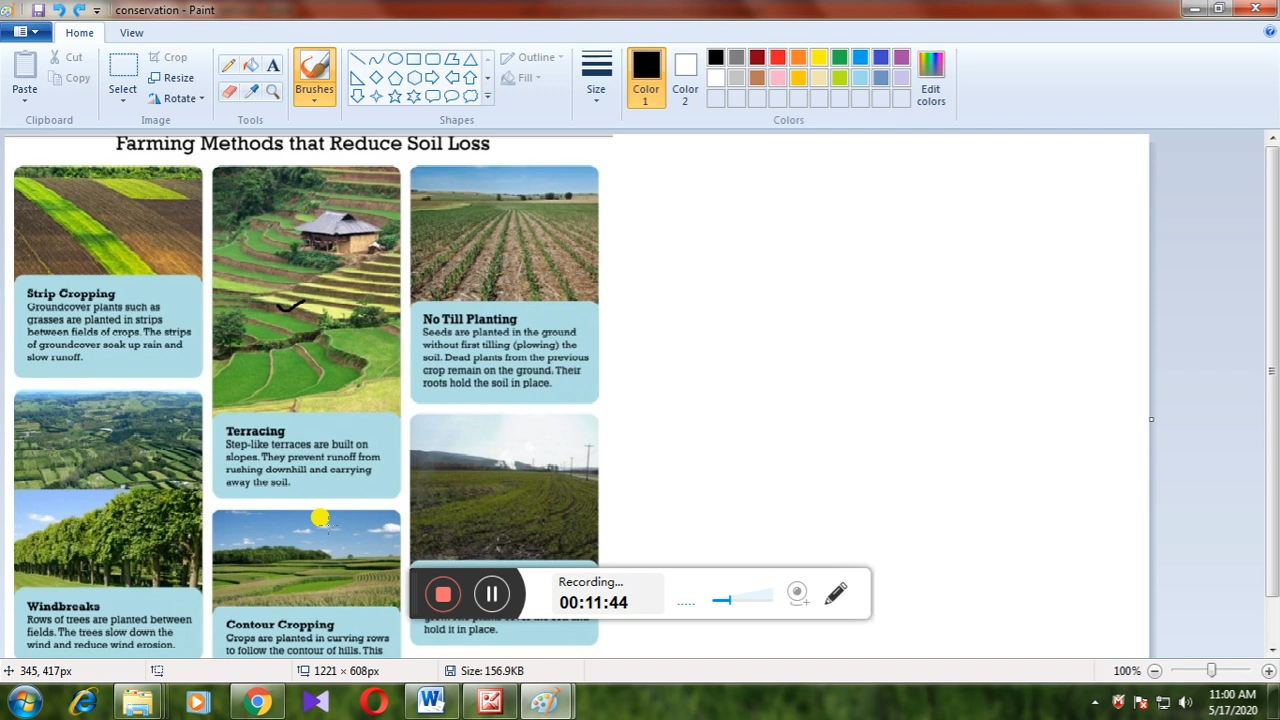 conservation - Paint
Home
View
Paste
Cut
Copy
Clipboard
Select
Crop
Resize
Rotate
Image
Tools
Brushes
Outline
Fill
Shapes
Size
Color 1
Color 2
Edit colors
Colors
Farming Methods that Reduce Soil Loss
Strip Cropping
Groundcover plants such as
grasses are planted in strips
between fields of crops. The strips
of groundcover soak up rain and
slow runoff.
Windbreaks
Rows of trees are planted between
fields. The trees slow down the
wind and reduce wind erosion.
Terracing
Step-like terraces are built on
slopes. They prevent runoff from
rushing downhill and carrying
away the soil.
Contour Cropping
Crops are planted in curving rows
to follow the contour of hills. This
No Till Planting
Seeds are planted in the ground
without first tilling (plowing) the
soil. Dead plants from the previous
crop remain on the ground. Their
roots hold the soil in place.
hold it in place.
Recording...
00:11:44
345, 417px
1221 × 608px
Size: 156.9KB
100%
11:00 AM
5/17/2020